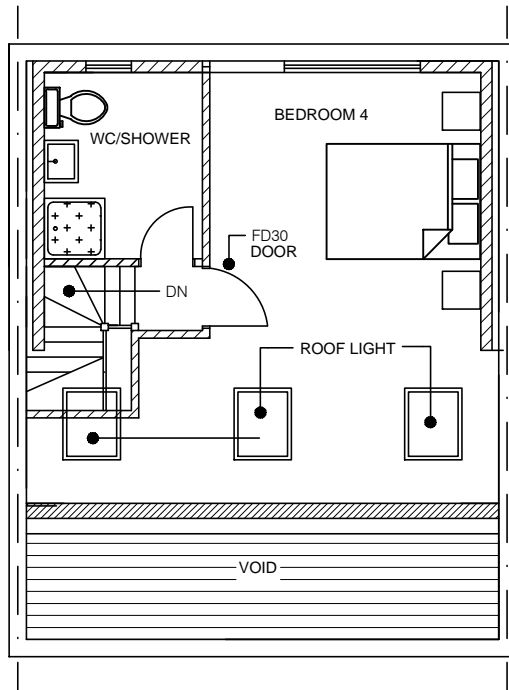 BEDROOM 4
WC/SHOWER
FD30
DOOR
DN
ROOF LIGHT
VOID